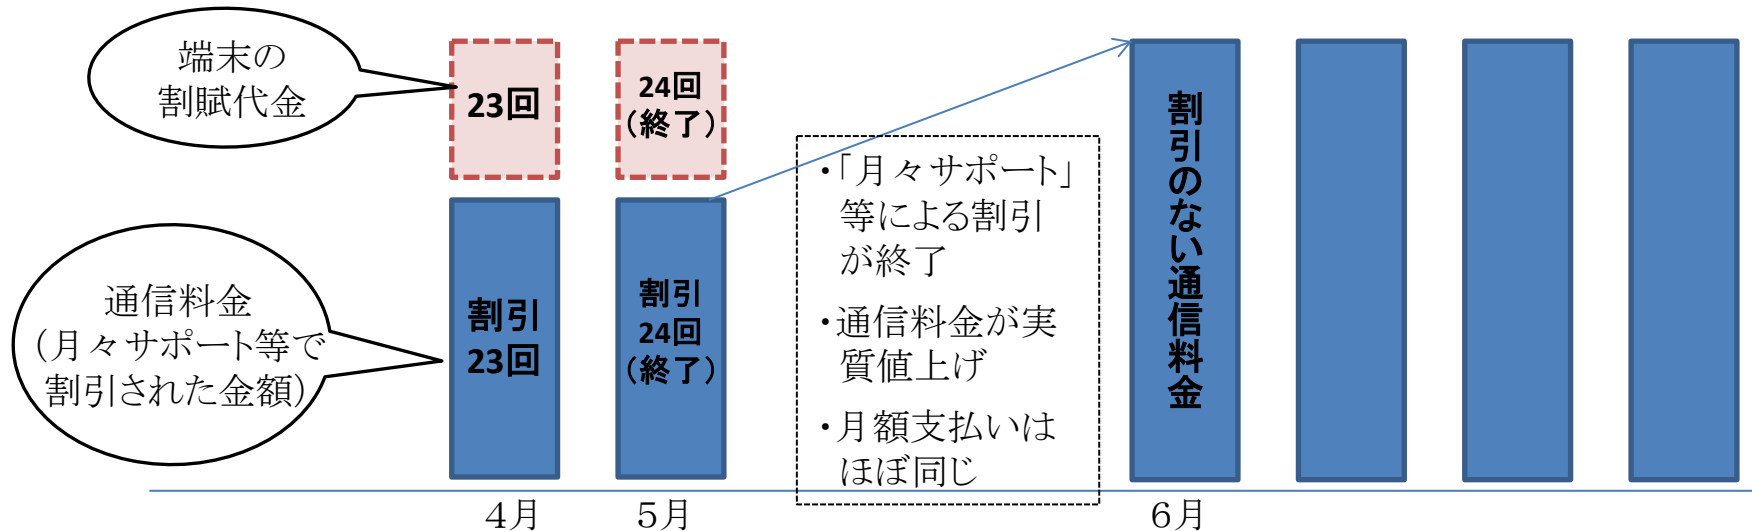 端末の
割賦代金
23回
24回
（終了）
通信料金
（月々サポート等で
割引された金額）
割引
23回
割引
24回
（終了）
・「月々サポート」
等による割引
が終了
・通信料金が実
質値上げ
・月額支払いは
ほぼ同じ
割引のない通信料金
４月
５月
６月